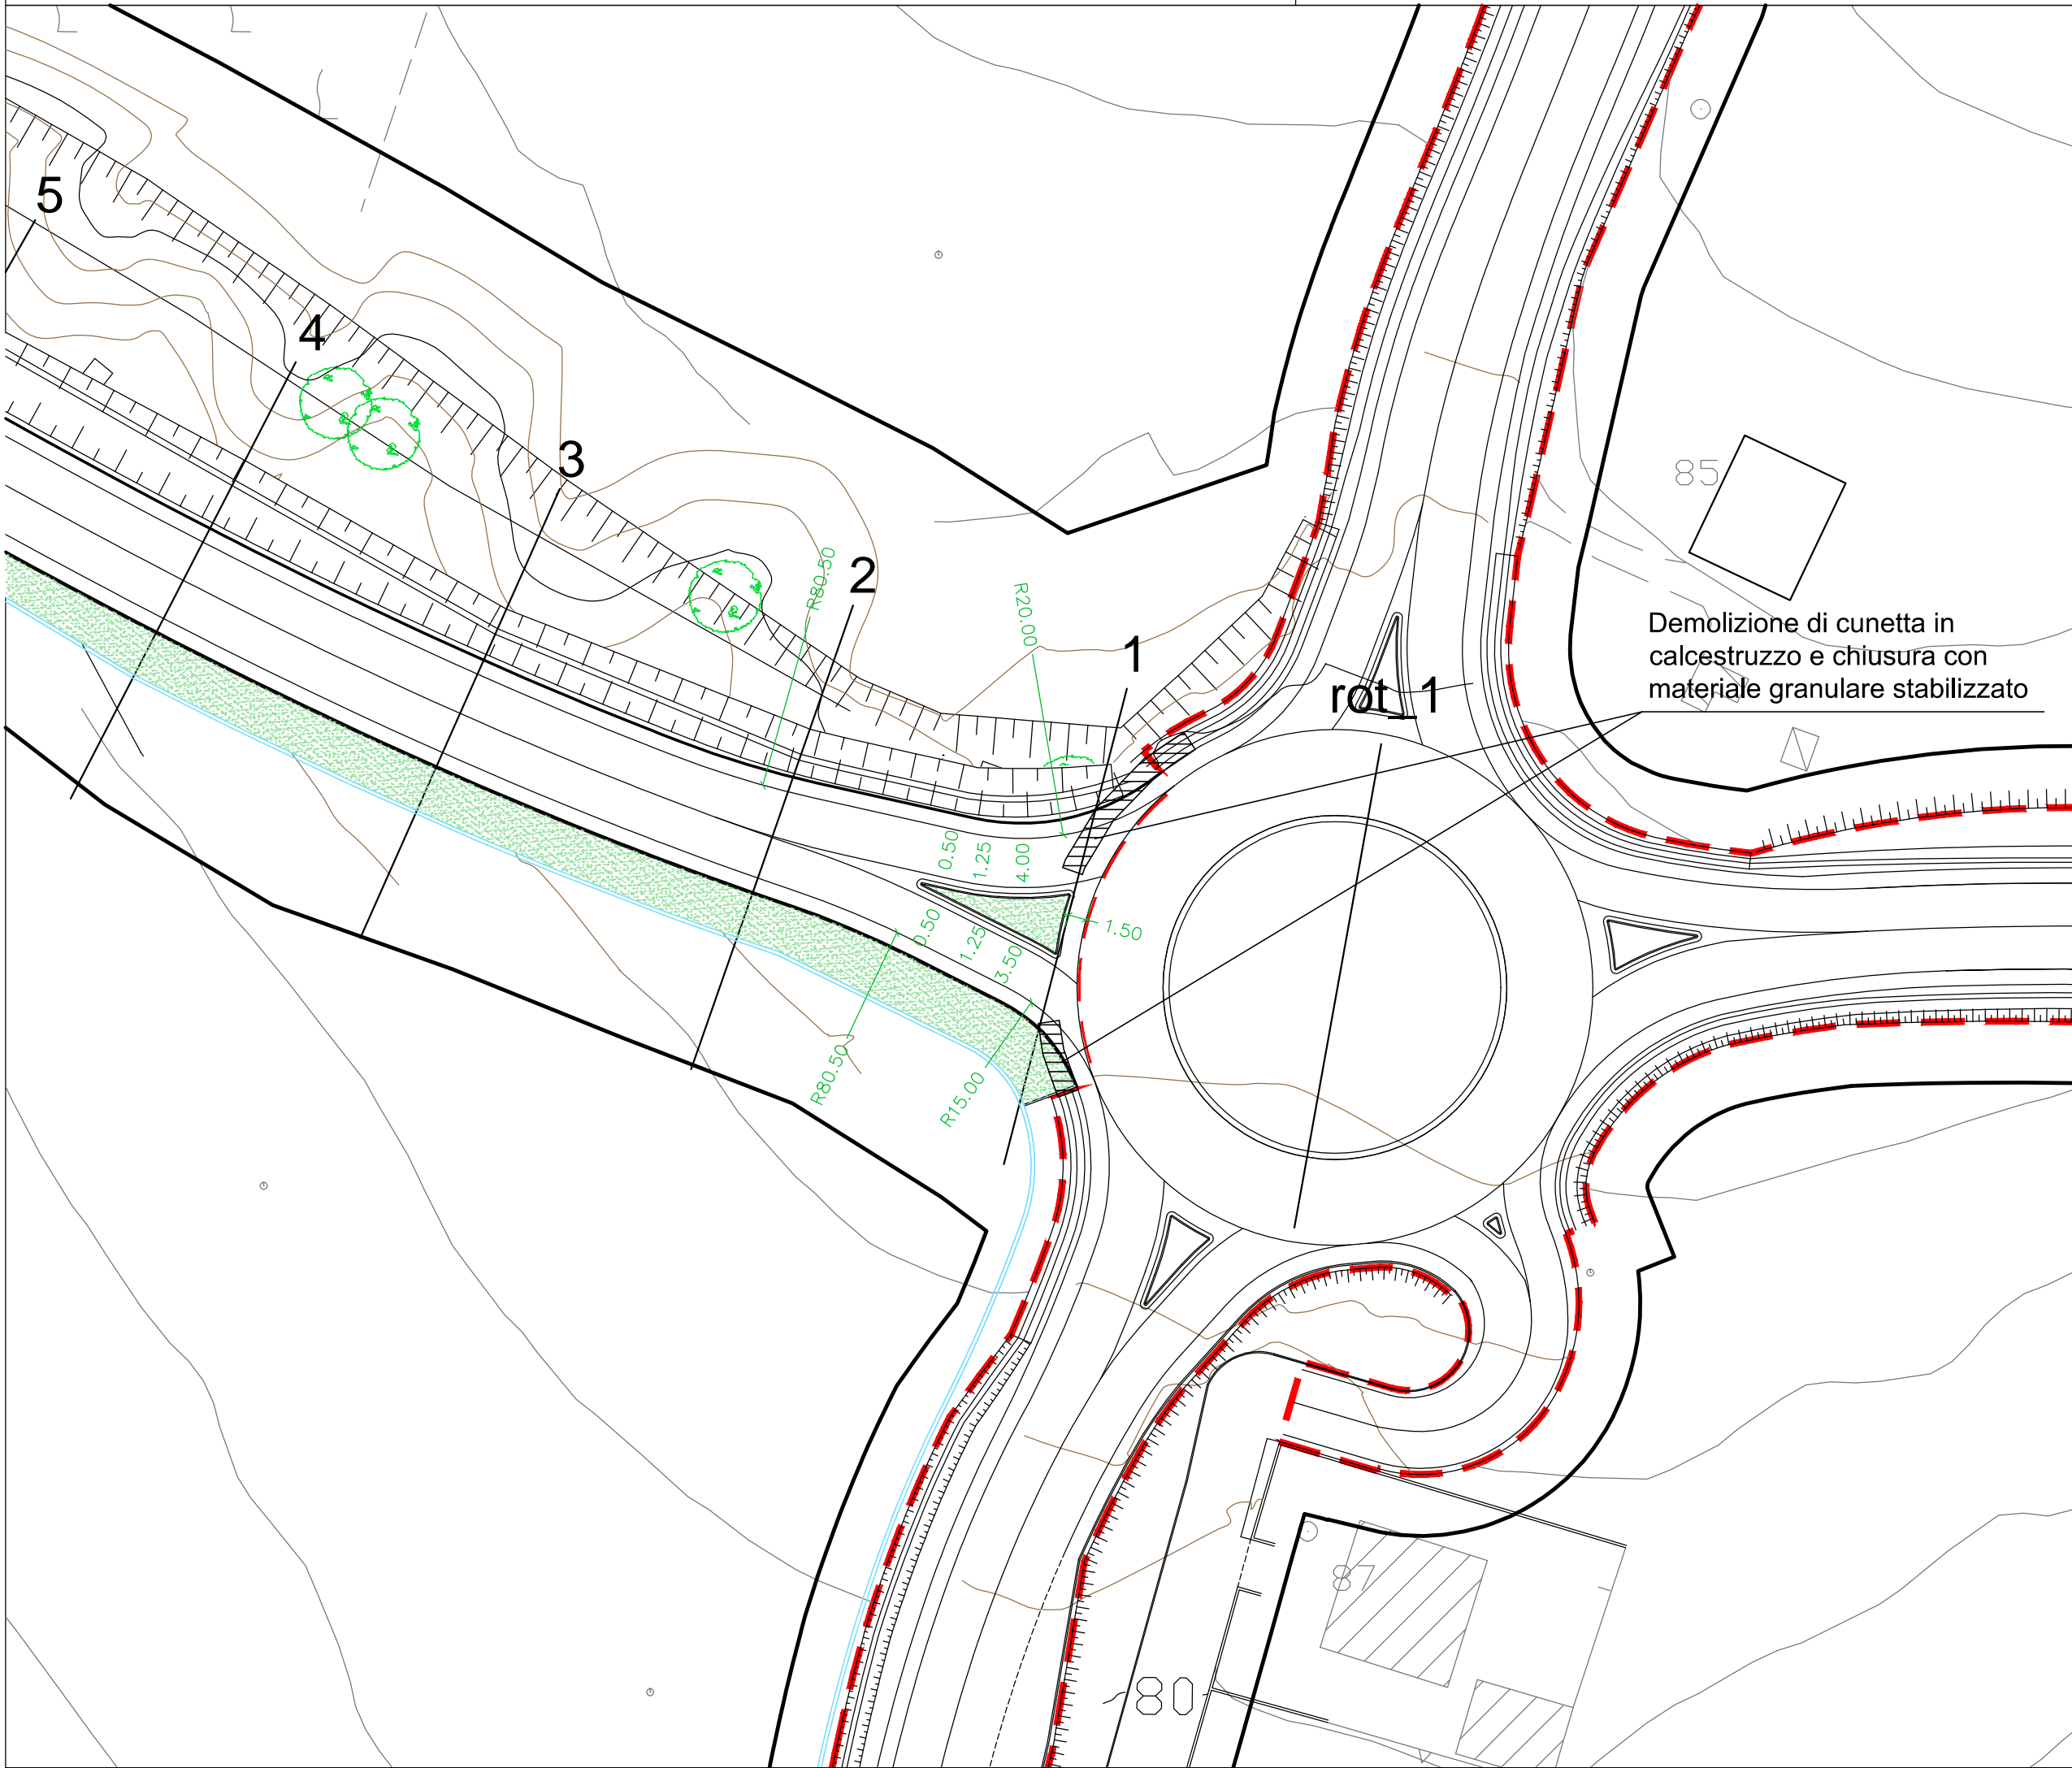 5
4
3
2
1
rot_1
R80.50
R20.00
85
Demolizione di cunetta in
calcestruzzo e chiusura con
materiale granulare stabilizzato
0.50
1.25
4.00
0.50
1.25
3.50
1.50
R80.50
R15.00
87
80